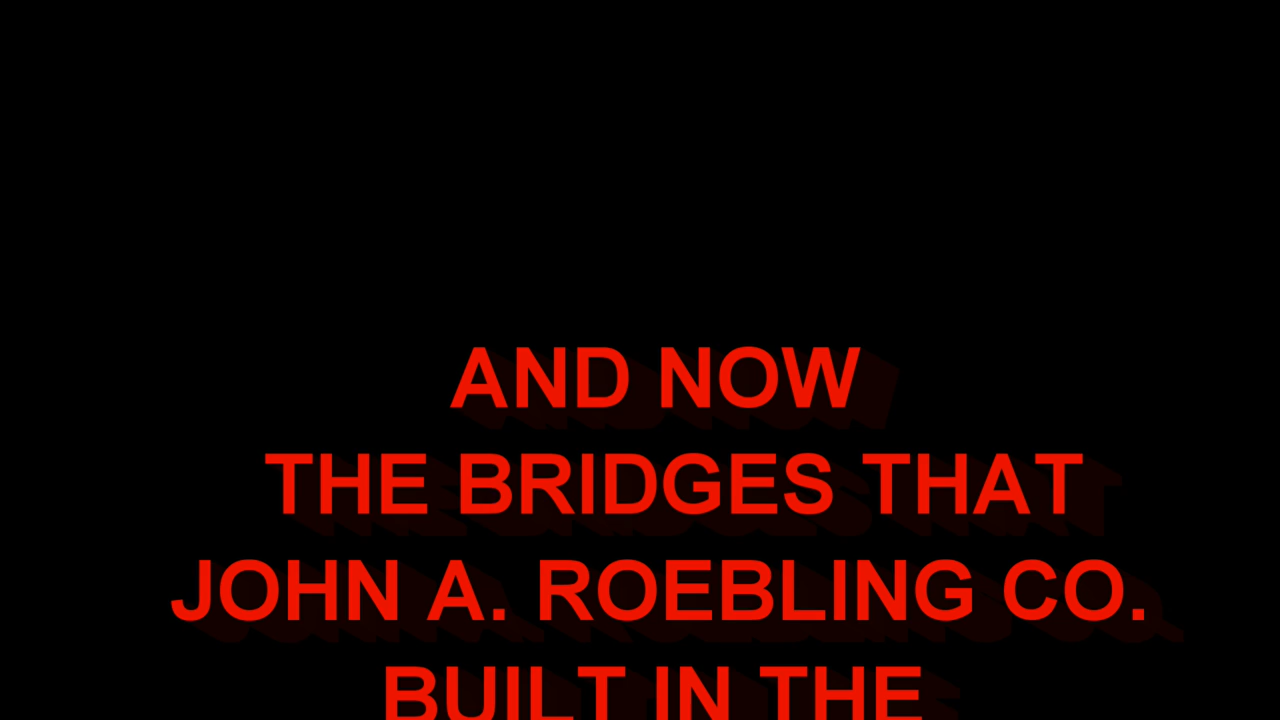 AND NOW
THE BRIDGES THAT
JOHN A. ROEBLING CO.
BUILT IN THE